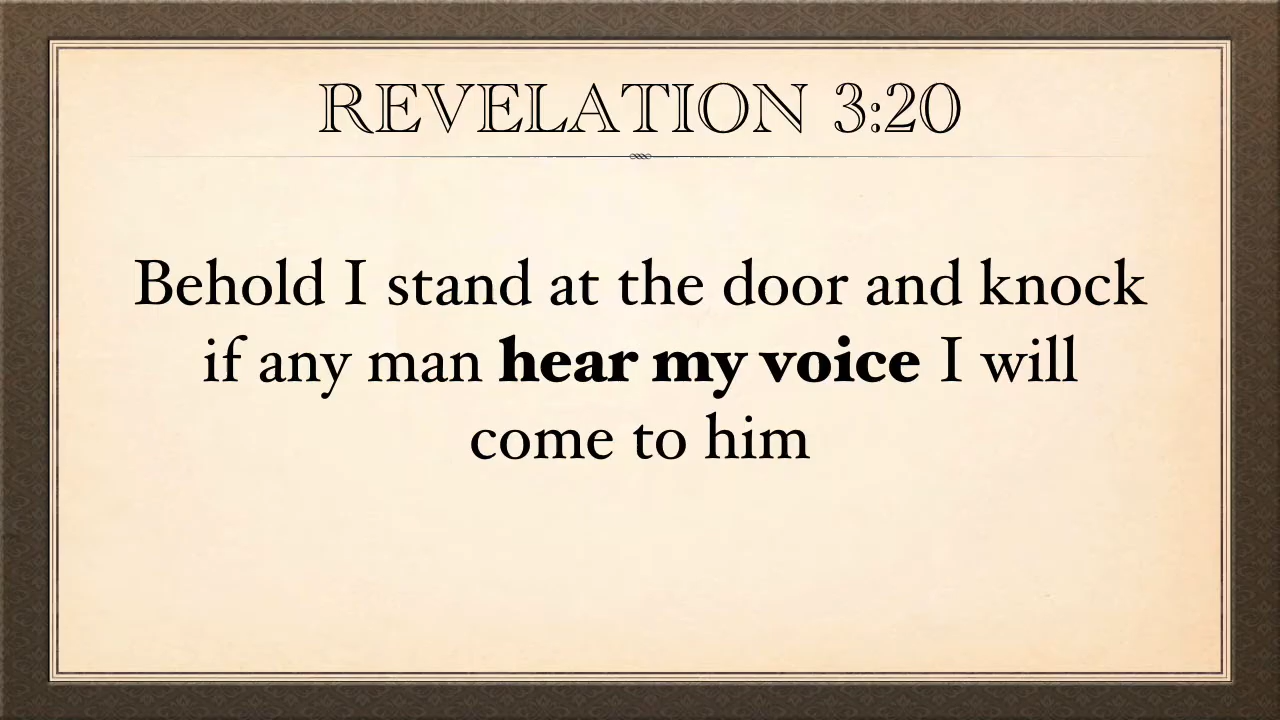 REVELATION 3:20
Behold I stand at the door and knock
if any man hear my voice I will
come to him